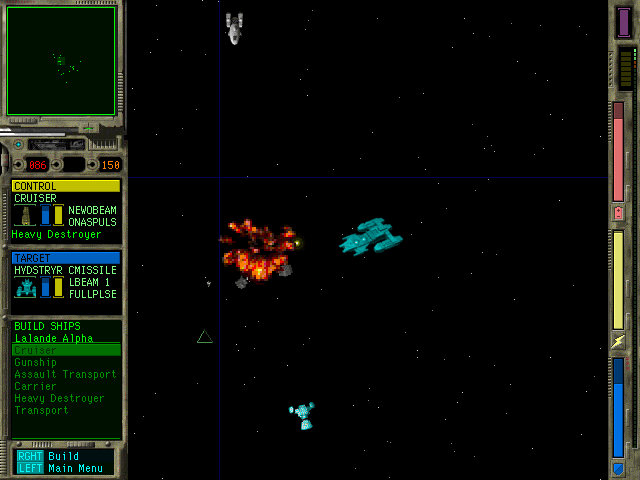 086 150
CONTROL
CRUISER
NEWOBEAM
ONASPULS
Heavy Destroyer
TARGET
HVDSTRYR CMISSILE
LBEAM 1
FULLPLSE
BUILD SHIPS
Lalande Alpha
Cruiser
Gunship
Assault Transport
Carrier
Heavy Destroyer
Transport
RGHT Build
LEFT Main Menu